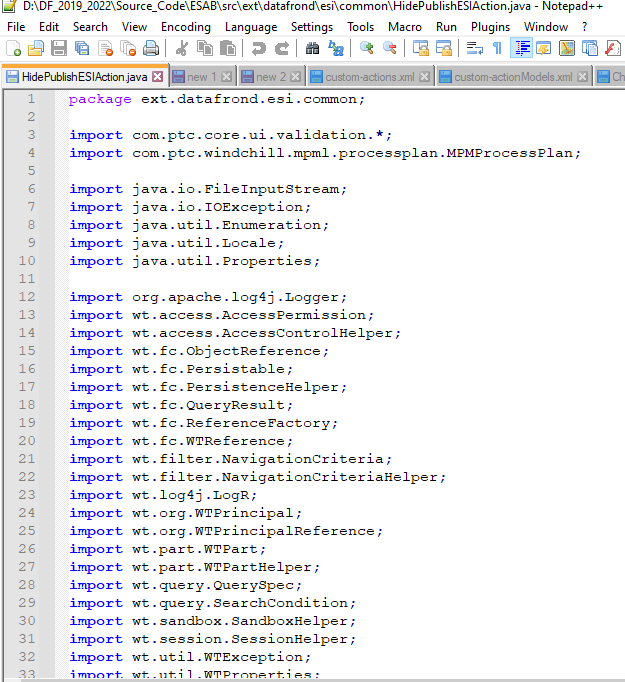 D:\DF_2019_2022\Source_Code\ESAB\src\ext\datafrond\esi\common\HidePublishESIAction.java - Notepad++
File Edit Search View Encoding Language Settings Tools Macro Run Plugins Window ?
HidePublishESIAction.java new 1 new 2 custom-actions.xml custom-actionModels.xml Ch
1 package ext.datafrond.esi.common;
2
3 import com.ptc.core.ui.validation.*;
4 import com.ptc.windchill.mpml.processplan.MPMProcessPlan;
5
6 import java.io.FileInputStream;
7 import java.io.IOException;
8 import java.util.Enumeration;
9 import java.util.Locale;
10 import java.util.Properties;
11
12 import org.apache.log4j.Logger;
13 import wt.access.AccessPermission;
14 import wt.access.AccessControlHelper;
15 import wt.fc.ObjectReference;
16 import wt.fc.Persistable;
17 import wt.fc.PersistenceHelper;
18 import wt.fc.QueryResult;
19 import wt.fc.ReferenceFactory;
20 import wt.fc.WTReference;
21 import wt.filter.NavigationCriteria;
22 import wt.filter.NavigationCriteriaHelper;
23 import wt.log4j.LogR;
24 import wt.org.WTPrincipal;
25 import wt.org.WTPrincipalReference;
26 import wt.part.WTPart;
27 import wt.part.WTPartHelper;
28 import wt.query.QuerySpec;
29 import wt.query.SearchCondition;
30 import wt.sandbox.SandboxHelper;
31 import wt.session.SessionHelper;
32 import wt.util.WTException;
33 import wt.util.WTProperties;